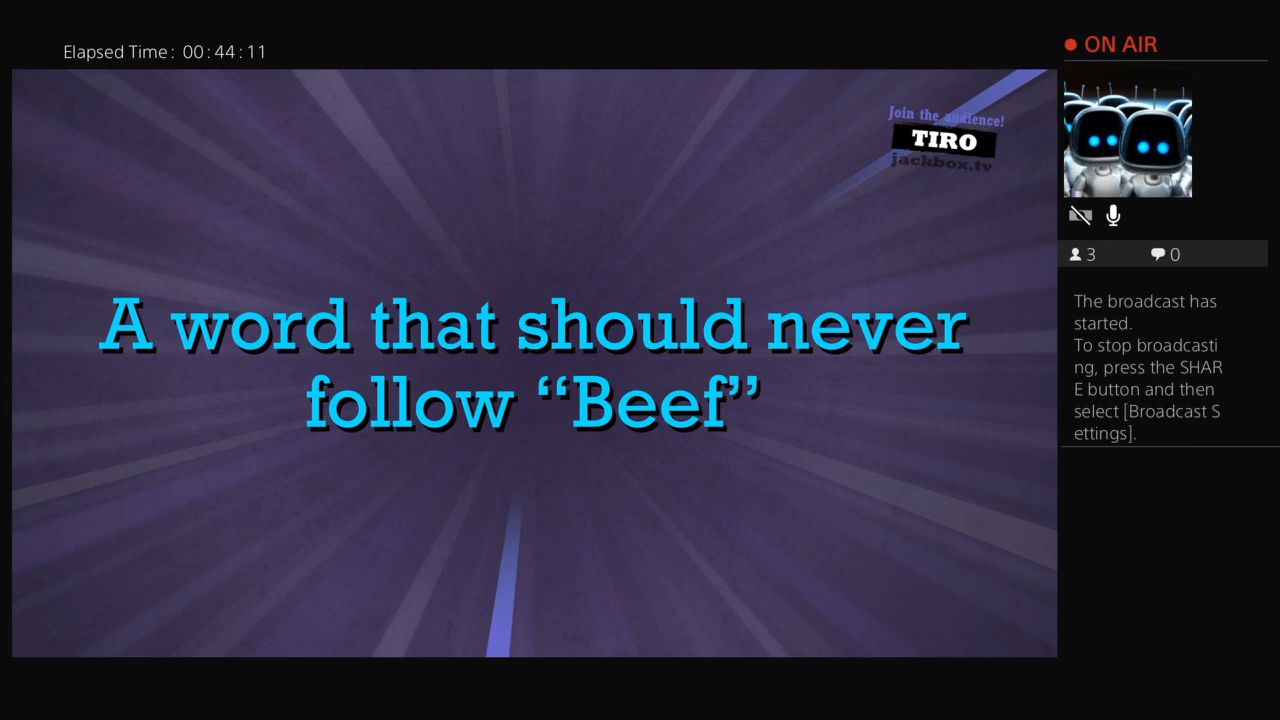 Elapsed Time: 00:44:11
ON AIR
Join the audience!
TIRO
jackbox.tv
A word that should never
follow “Beef”
3
0
The broadcast has
started.
To stop broadcasti
ng, press the SHAR
E button and then
select [Broadcast S
ettings].